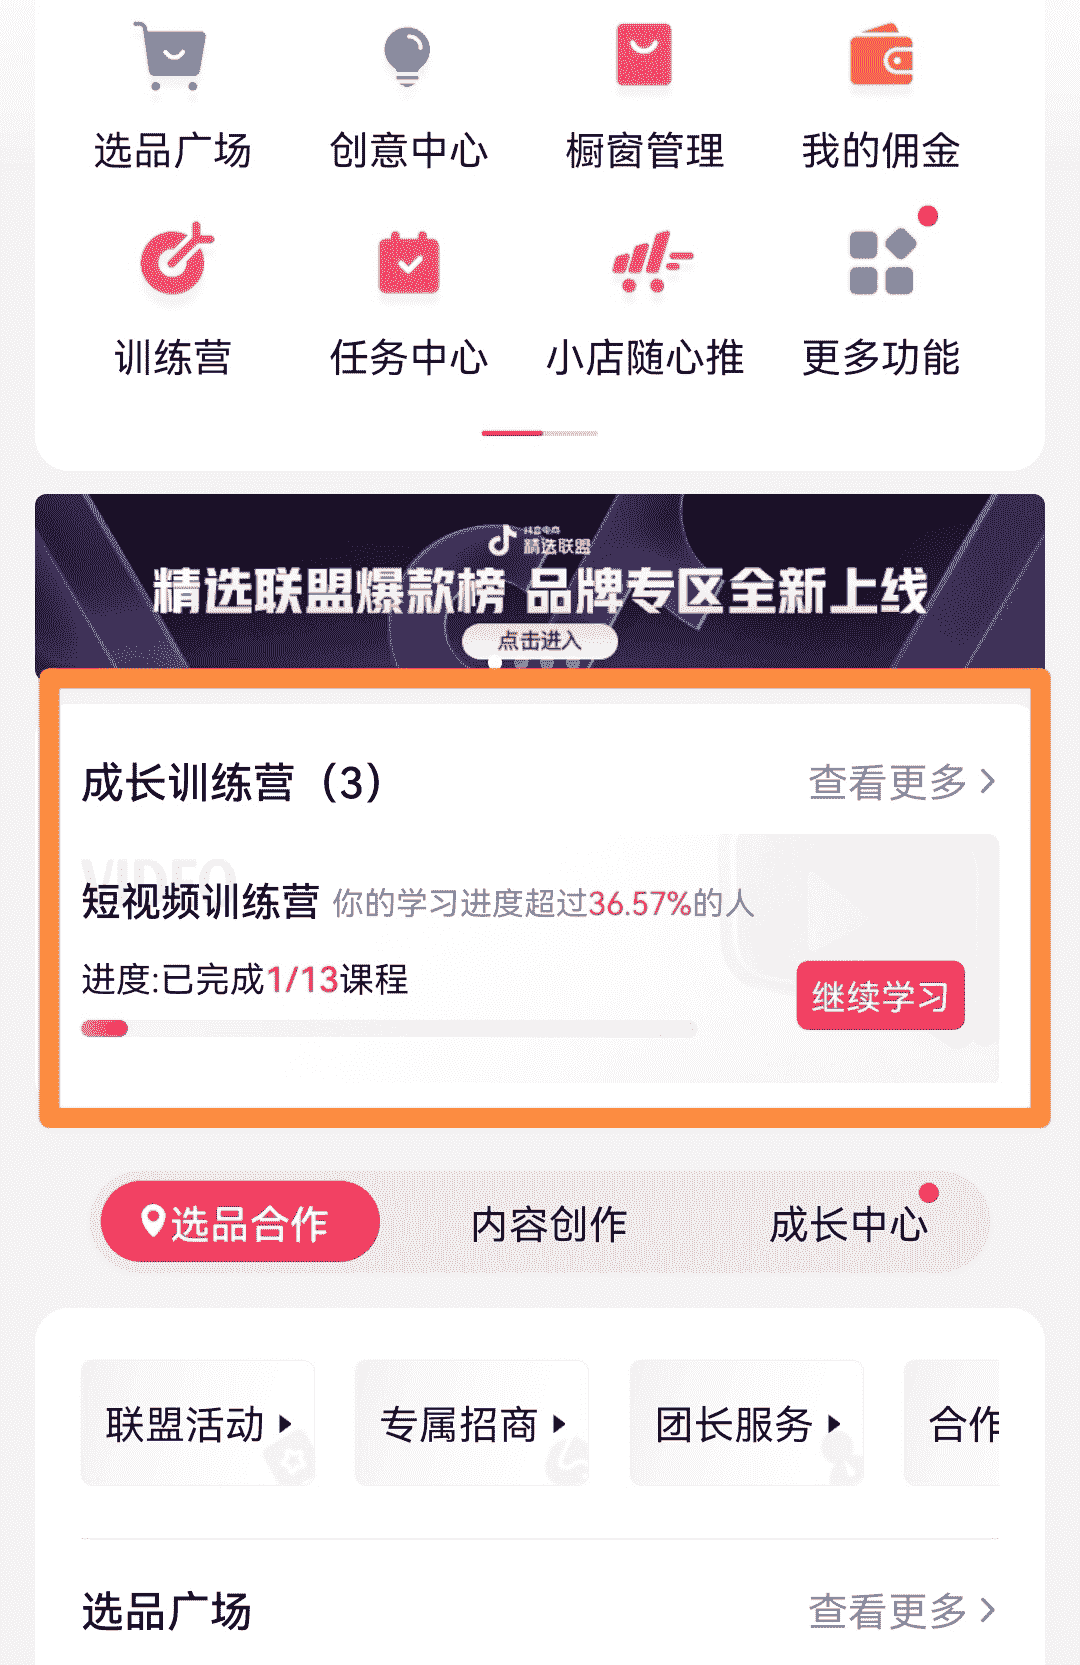 选品广场 创意中心 橱窗管理 我的佣金
训练营 任务中心 小店随心推 更多功能
抖音电商
精选联盟
精选联盟爆款榜 品牌专区全新上线
点击进入
成长训练营（3） 查看更多
VIDEO
短视频训练营 你的学习进度超过36.57%的人
进度:已完成1/13课程
继续学习
选品合作 内容创作 成长中心
联盟活动 专属招商 团长服务 合作
选品广场 查看更多